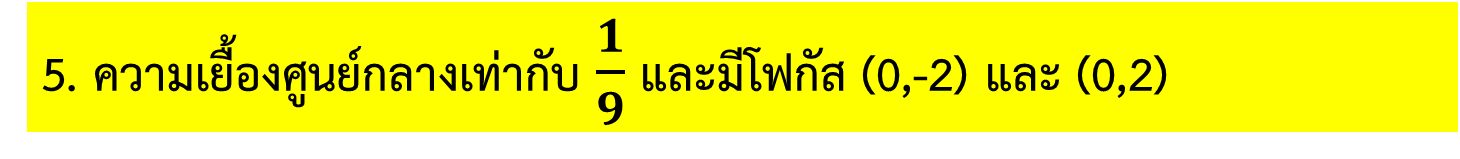 5. ความเยื้องศูนย์กลางเท่ากับ 1/9 และมีโฟกัส (0,-2) และ (0,2)